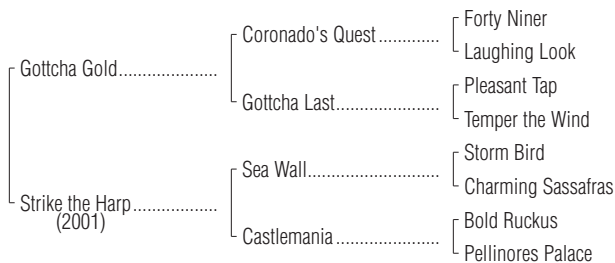 Forty Niner
Coronado's Quest.............
Laughing Look
Gottcha Gold.....................
Pleasant Tap
Gottcha Last......................
Temper the Wind
Storm Bird
Sea Wall............................
Charming Sassafras
Strike the Harp..................
(2001)
Bold Ruckus
Castlemania......................
Pellinores Palace